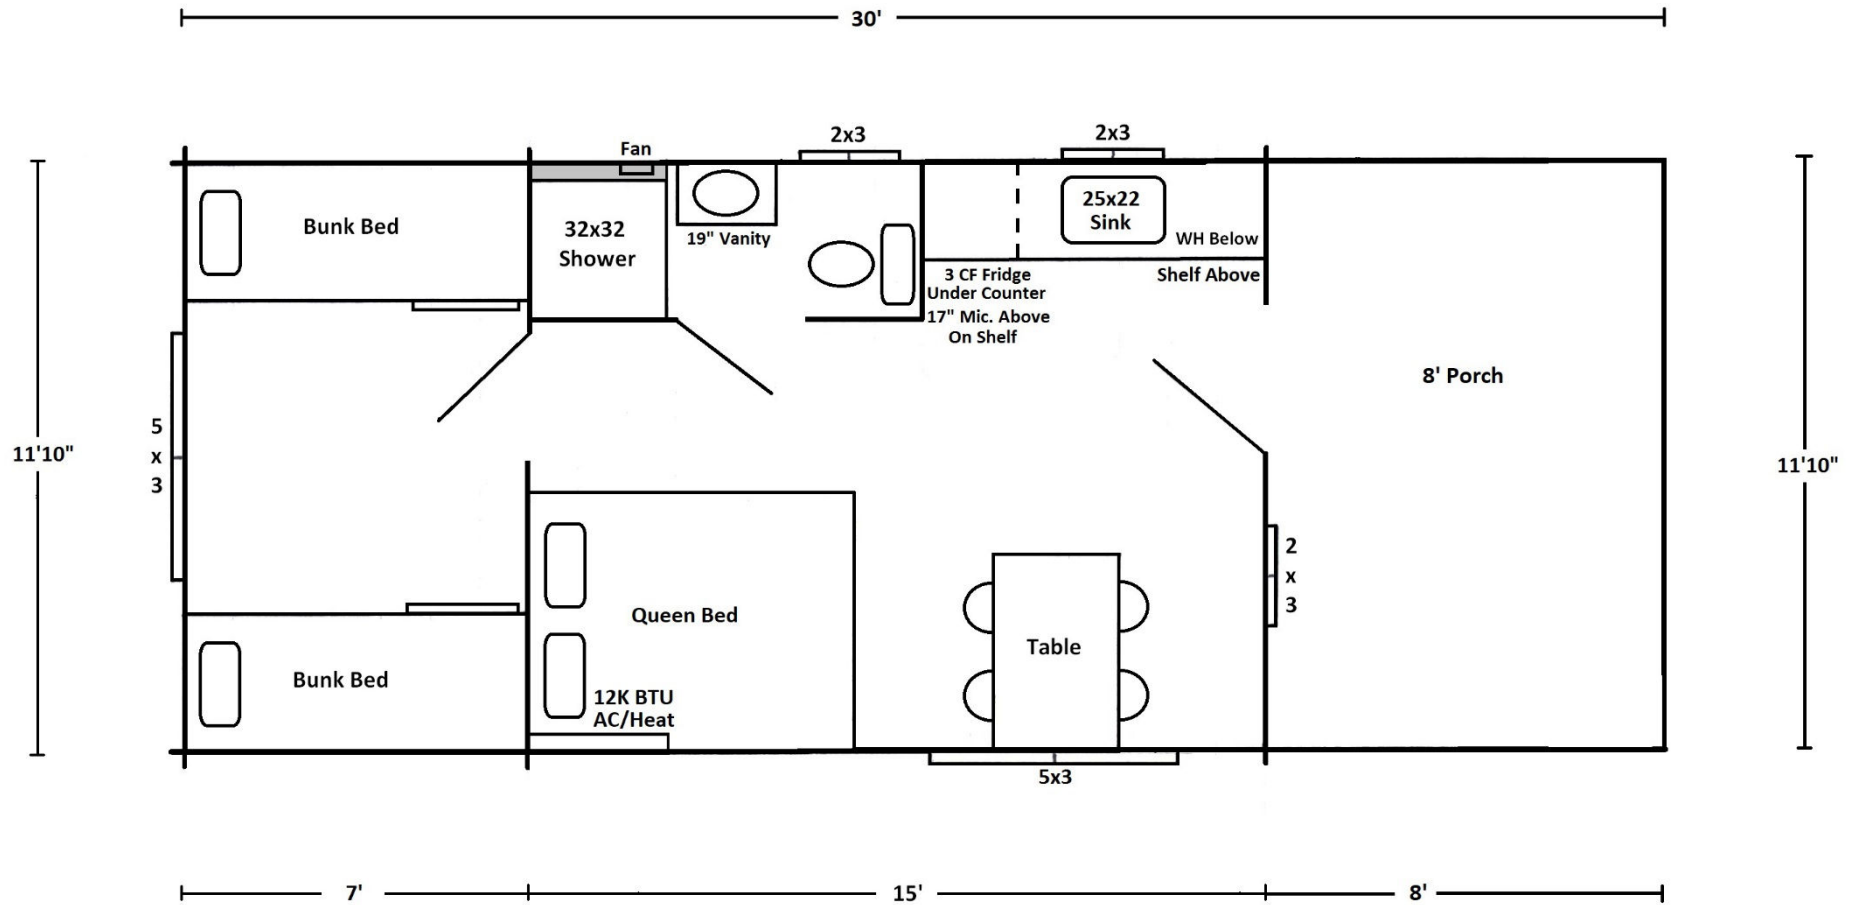 30'
Fan
2x3
2x3
Bunk Bed
32x32
Shower
19" Vanity
25x22
Sink
WH Below
3 CF Fridge
Under Counter
17" Mic. Above
On Shelf
Shelf Above
8' Porch
5
x
3
11'10"
11'10"
2
x
3
Queen Bed
Table
Bunk Bed
12K BTU
AC/Heat
5x3
7'
15'
8'